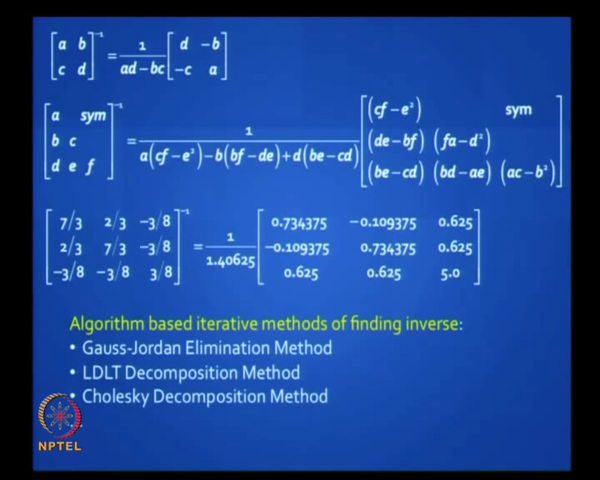 [a b; c d]⁻¹ = 1/(ad−bc) [d −b; −c a]
[a sym; b c; d e f]⁻¹ = 1/(a(cf−e²)−b(bf−de)+d(be−cd)) [(cf−e²) sym; (de−bf) (fa−d²); (be−cd) (bd−ae) (ac−b²)]
[7/3 2/3 −3/8; 2/3 7/3 −3/8; −3/8 −3/8 3/8]⁻¹ = 1/1.40625 [0.734375 −0.109375 0.625; −0.109375 0.734375 0.625; 0.625 0.625 5.0]
Algorithm based iterative methods of finding inverse:
• Gauss-Jordan Elimination Method
• LDLT Decomposition Method
• Cholesky Decomposition Method
NPTEL